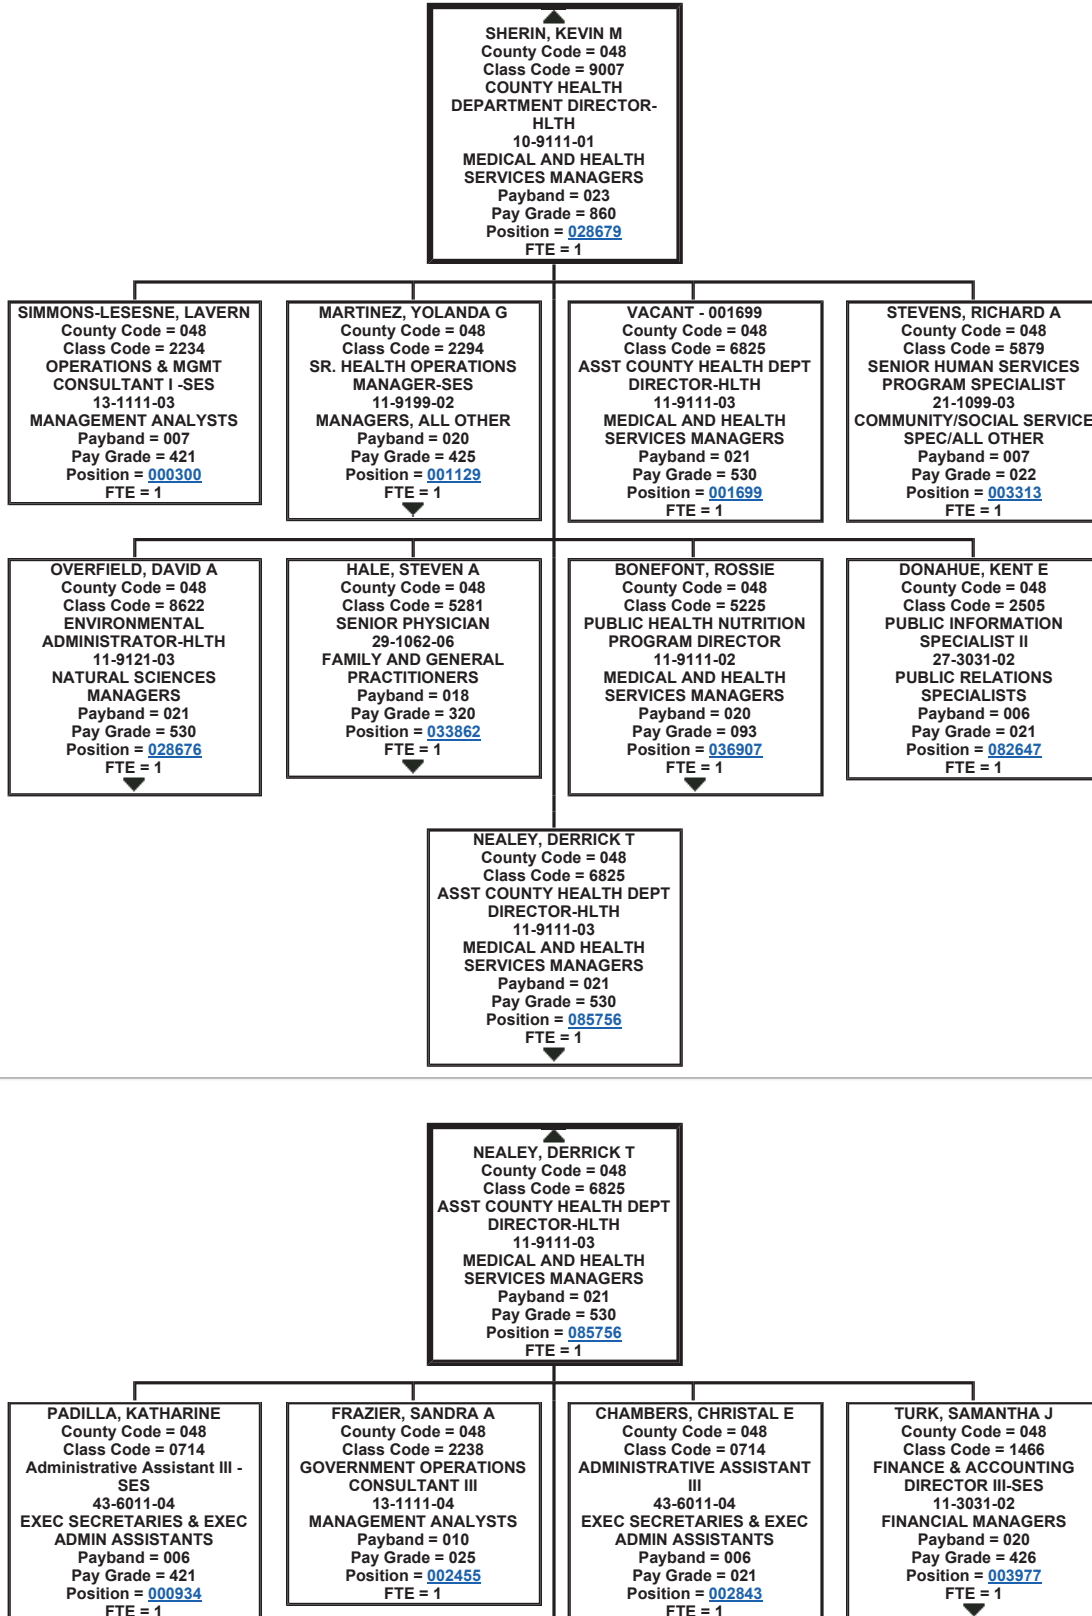 SHERIN, KEVIN M
County Code = 048
Class Code = 9007
COUNTY HEALTH
DEPARTMENT DIRECTOR-
HLTH
10-9111-01
MEDICAL AND HEALTH
SERVICES MANAGERS
Payband = 023
Pay Grade = 860
Position = 028679
FTE = 1
SIMMONS-LESESNE, LAVERN
County Code = 048
Class Code = 2234
OPERATIONS & MGMT
CONSULTANT I -SES
13-1111-03
MANAGEMENT ANALYSTS
Payband = 007
Pay Grade = 421
Position = 000300
FTE = 1
MARTINEZ, YOLANDA G
County Code = 048
Class Code = 2294
SR. HEALTH OPERATIONS
MANAGER-SES
11-9199-02
MANAGERS, ALL OTHER
Payband = 020
Pay Grade = 425
Position = 001129
FTE = 1
VACANT - 001699
County Code = 048
Class Code = 6825
ASST COUNTY HEALTH DEPT
DIRECTOR-HLTH
11-9111-03
MEDICAL AND HEALTH
SERVICES MANAGERS
Payband = 021
Pay Grade = 530
Position = 001699
FTE = 1
STEVENS, RICHARD A
County Code = 048
Class Code = 5879
SENIOR HUMAN SERVICES
PROGRAM SPECIALIST
21-1099-03
COMMUNITY/SOCIAL SERVICE
SPEC/ALL OTHER
Payband = 007
Pay Grade = 022
Position = 003313
FTE = 1
OVERFIELD, DAVID A
County Code = 048
Class Code = 8622
ENVIRONMENTAL
ADMINISTRATOR-HLTH
11-9121-03
NATURAL SCIENCES
MANAGERS
Payband = 021
Pay Grade = 530
Position = 028676
FTE = 1
HALE, STEVEN A
County Code = 048
Class Code = 5281
SENIOR PHYSICIAN
29-1062-06
FAMILY AND GENERAL
PRACTITIONERS
Payband = 018
Pay Grade = 320
Position = 033862
FTE = 1
BONEFONT, ROSSIE
County Code = 048
Class Code = 5225
PUBLIC HEALTH NUTRITION
PROGRAM DIRECTOR
11-9111-02
MEDICAL AND HEALTH
SERVICES MANAGERS
Payband = 020
Pay Grade = 093
Position = 036907
FTE = 1
DONAHUE, KENT E
County Code = 048
Class Code = 2505
PUBLIC INFORMATION
SPECIALIST II
27-3031-02
PUBLIC RELATIONS
SPECIALISTS
Payband = 006
Pay Grade = 021
Position = 082647
FTE = 1
NEALEY, DERRICK T
County Code = 048
Class Code = 6825
ASST COUNTY HEALTH DEPT
DIRECTOR-HLTH
11-9111-03
MEDICAL AND HEALTH
SERVICES MANAGERS
Payband = 021
Pay Grade = 530
Position = 085756
FTE = 1
NEALEY, DERRICK T
County Code = 048
Class Code = 6825
ASST COUNTY HEALTH DEPT
DIRECTOR-HLTH
11-9111-03
MEDICAL AND HEALTH
SERVICES MANAGERS
Payband = 021
Pay Grade = 530
Position = 085756
FTE = 1
PADILLA, KATHARINE
County Code = 048
Class Code = 0714
Administrative Assistant III -
SES
43-6011-04
EXEC SECRETARIES & EXEC
ADMIN ASSISTANTS
Payband = 006
Pay Grade = 421
Position = 000934
FTE = 1
FRAZIER, SANDRA A
County Code = 048
Class Code = 2238
GOVERNMENT OPERATIONS
CONSULTANT III
13-1111-04
MANAGEMENT ANALYSTS
Payband = 010
Pay Grade = 025
Position = 002455
FTE = 1
CHAMBERS, CHRISTAL E
County Code = 048
Class Code = 0714
ADMINISTRATIVE ASSISTANT
III
43-6011-04
EXEC SECRETARIES & EXEC
ADMIN ASSISTANTS
Payband = 006
Pay Grade = 021
Position = 002843
FTE = 1
TURK, SAMANTHA J
County Code = 048
Class Code = 1466
FINANCE & ACCOUNTING
DIRECTOR III-SES
11-3031-02
FINANCIAL MANAGERS
Payband = 020
Pay Grade = 426
Position = 003977
FTE = 1